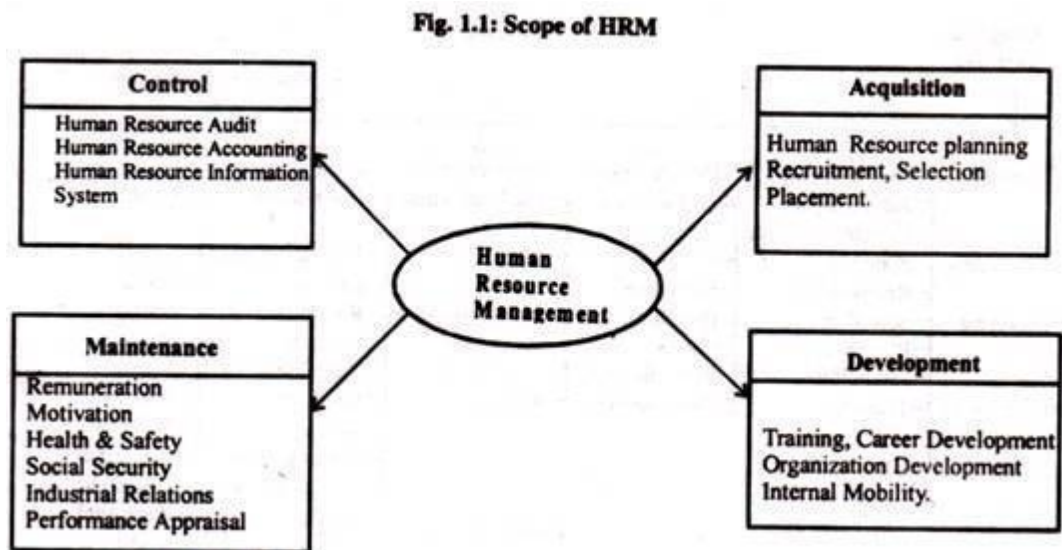 Fig. 1.1: Scope of HRM
Control
Human Resource Audit
Human Resource Accounting
Human Resource Information
System
Acquisition
Human Resource planning
Recruitment, Selection
Placement.
Human
Resource
Management
Maintenance
Remuneration
Motivation
Health & Safety
Social Security
Industrial Relations
Performance Appraisal
Development
Training, Career Development
Organization Development
Internal Mobility.